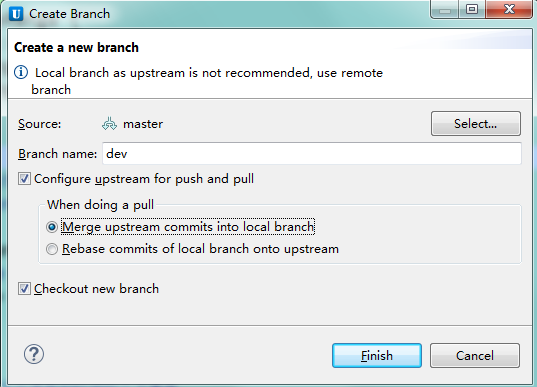 U Create Branch
Create a new branch
Local branch as upstream is not recommended, use remote
branch
Source: master Select...
Branch name: dev
Configure upstream for push and pull
When doing a pull
Merge upstream commits into local branch
Rebase commits of local branch onto upstream
Checkout new branch
? Finish Cancel